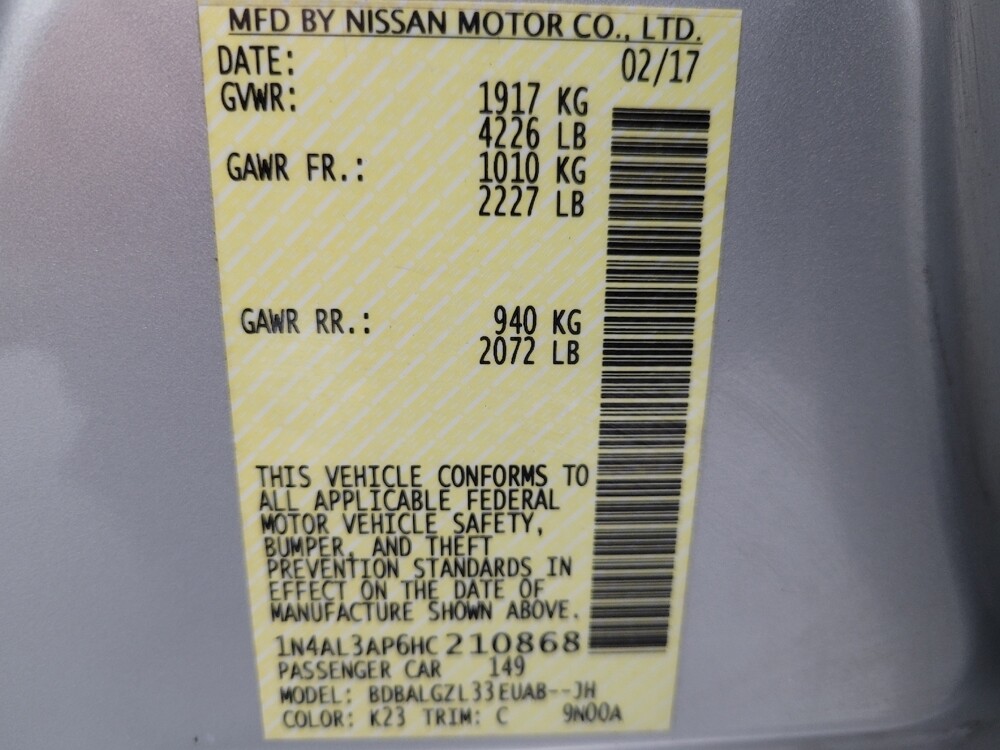 MFD BY NISSAN MOTOR CO., LTD.
DATE: 02/17
GVWR: 1917 KG
4226 LB
GAWR FR.: 1010 KG
2227 LB
GAWR RR.: 940 KG
2072 LB
THIS VEHICLE CONFORMS TO
ALL APPLICABLE FEDERAL
MOTOR VEHICLE SAFETY,
BUMPER, AND THEFT
PREVENTION STANDARDS IN
EFFECT ON THE DATE OF
MANUFACTURE SHOWN ABOVE.
1N4AL3AP6HC210868
PASSENGER CAR 149
MODEL: BDBALGZL33EUAB--JH
COLOR: K23 TRIM: C 9N00A